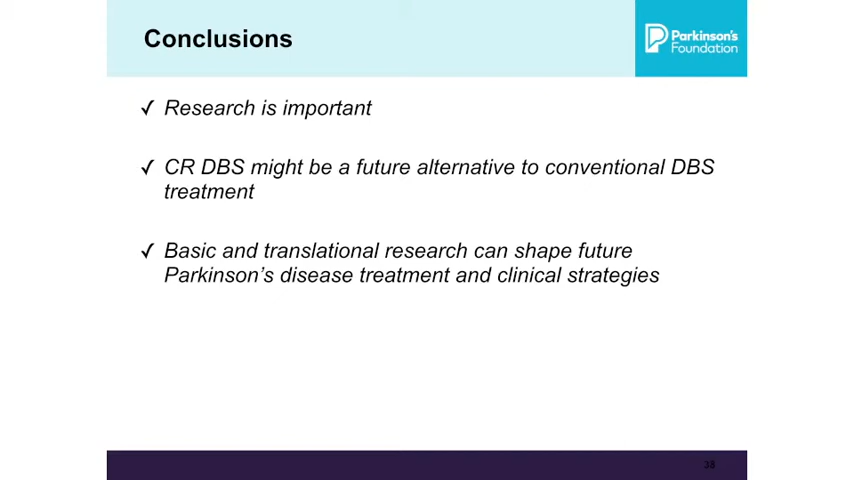 Conclusions
Parkinson's
Foundation
✓ Research is important
✓ CR DBS might be a future alternative to conventional DBS
treatment
✓ Basic and translational research can shape future
Parkinson's disease treatment and clinical strategies
38